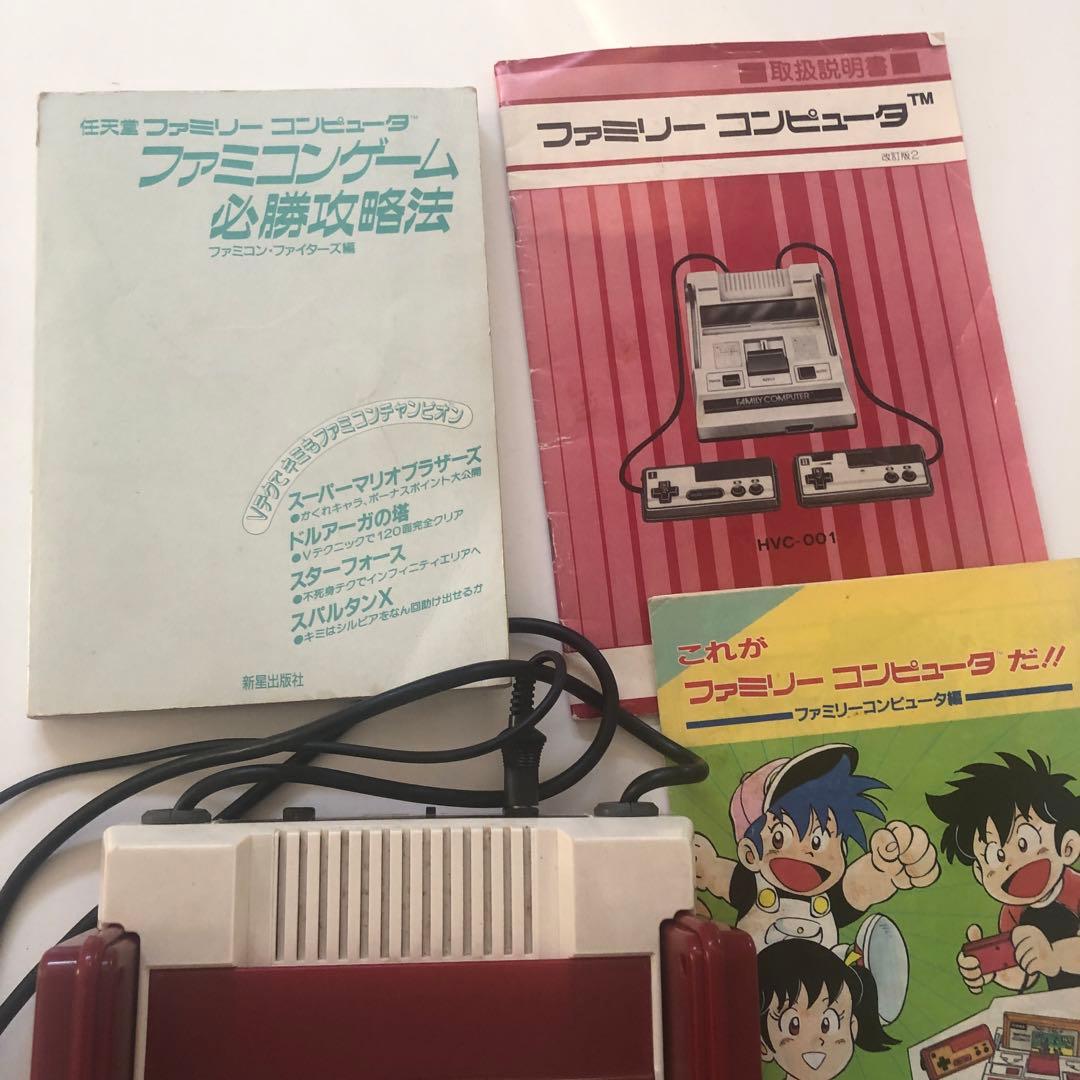 任天堂 ファミリー コンピュータ™
ファミコンゲーム
必勝攻略法
ファミコン・ファイターズ編
Vテクでキミもファミコンチャンピオン
スーパーマリオブラザーズ
●かくれキャラ、ボーナスポイント大公開
ドルアーガの塔
●Vテクニックで120面完全クリア
スターフォース
●不死身テクでインフィニティエリアへ
スパルタンX
●キミはシルビアをなん回助け出せるか
新星出版社
取扱説明書
ファミリー コンピュータ™
改訂版2
FAMILY COMPUTER
I
II
HVC-001
これが
ファミリー コンピュータ™だ!!
ファミリーコンピュータ編